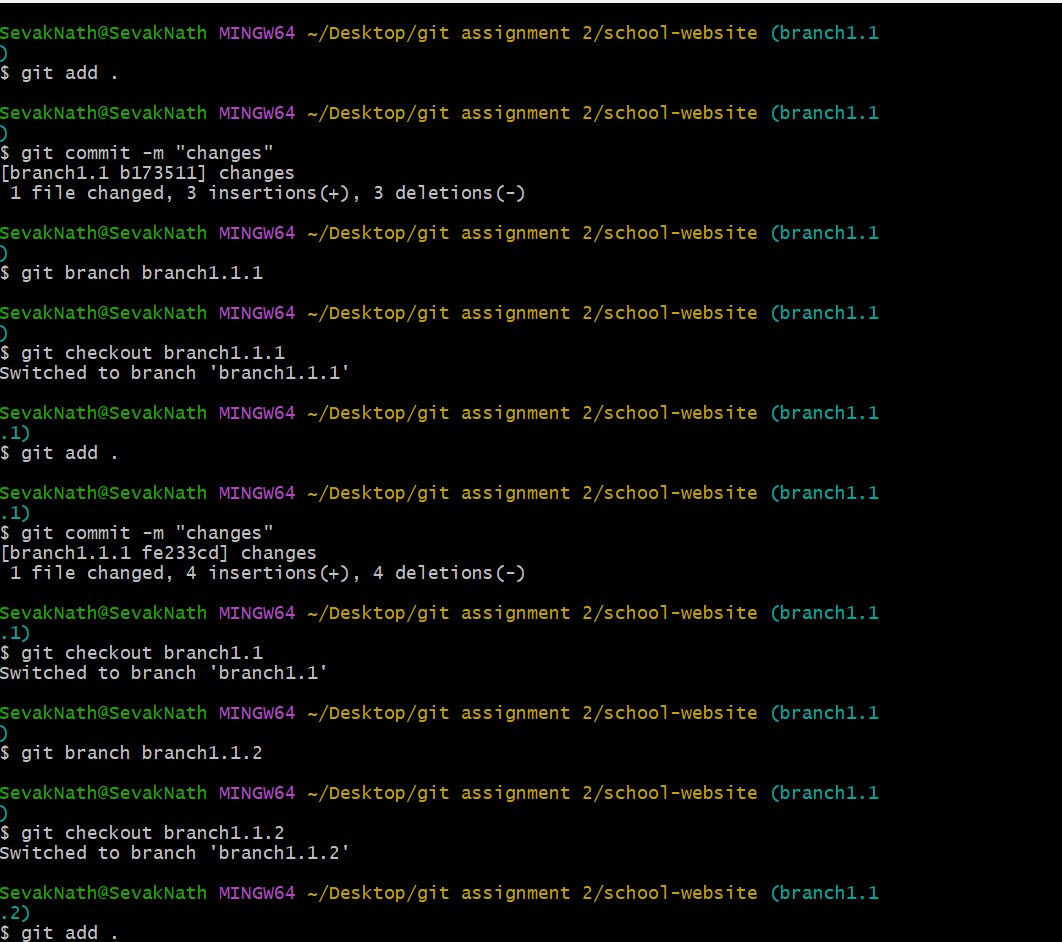 SevakNath@SevakNath MINGW64 ~/Desktop/git assignment 2/school-website (branch1.1
)
$ git add .
SevakNath@SevakNath MINGW64 ~/Desktop/git assignment 2/school-website (branch1.1
)
$ git commit -m "changes"
[branch1.1 b173511] changes
 1 file changed, 3 insertions(+), 3 deletions(-)
SevakNath@SevakNath MINGW64 ~/Desktop/git assignment 2/school-website (branch1.1
)
$ git branch branch1.1.1
SevakNath@SevakNath MINGW64 ~/Desktop/git assignment 2/school-website (branch1.1
)
$ git checkout branch1.1.1
Switched to branch 'branch1.1.1'
SevakNath@SevakNath MINGW64 ~/Desktop/git assignment 2/school-website (branch1.1
.1)
$ git add .
SevakNath@SevakNath MINGW64 ~/Desktop/git assignment 2/school-website (branch1.1
.1)
$ git commit -m "changes"
[branch1.1.1 fe233cd] changes
 1 file changed, 4 insertions(+), 4 deletions(-)
SevakNath@SevakNath MINGW64 ~/Desktop/git assignment 2/school-website (branch1.1
.1)
$ git checkout branch1.1
Switched to branch 'branch1.1'
SevakNath@SevakNath MINGW64 ~/Desktop/git assignment 2/school-website (branch1.1
)
$ git branch branch1.1.2
SevakNath@SevakNath MINGW64 ~/Desktop/git assignment 2/school-website (branch1.1
)
$ git checkout branch1.1.2
Switched to branch 'branch1.1.2'
SevakNath@SevakNath MINGW64 ~/Desktop/git assignment 2/school-website (branch1.1
.2)
$ git add .